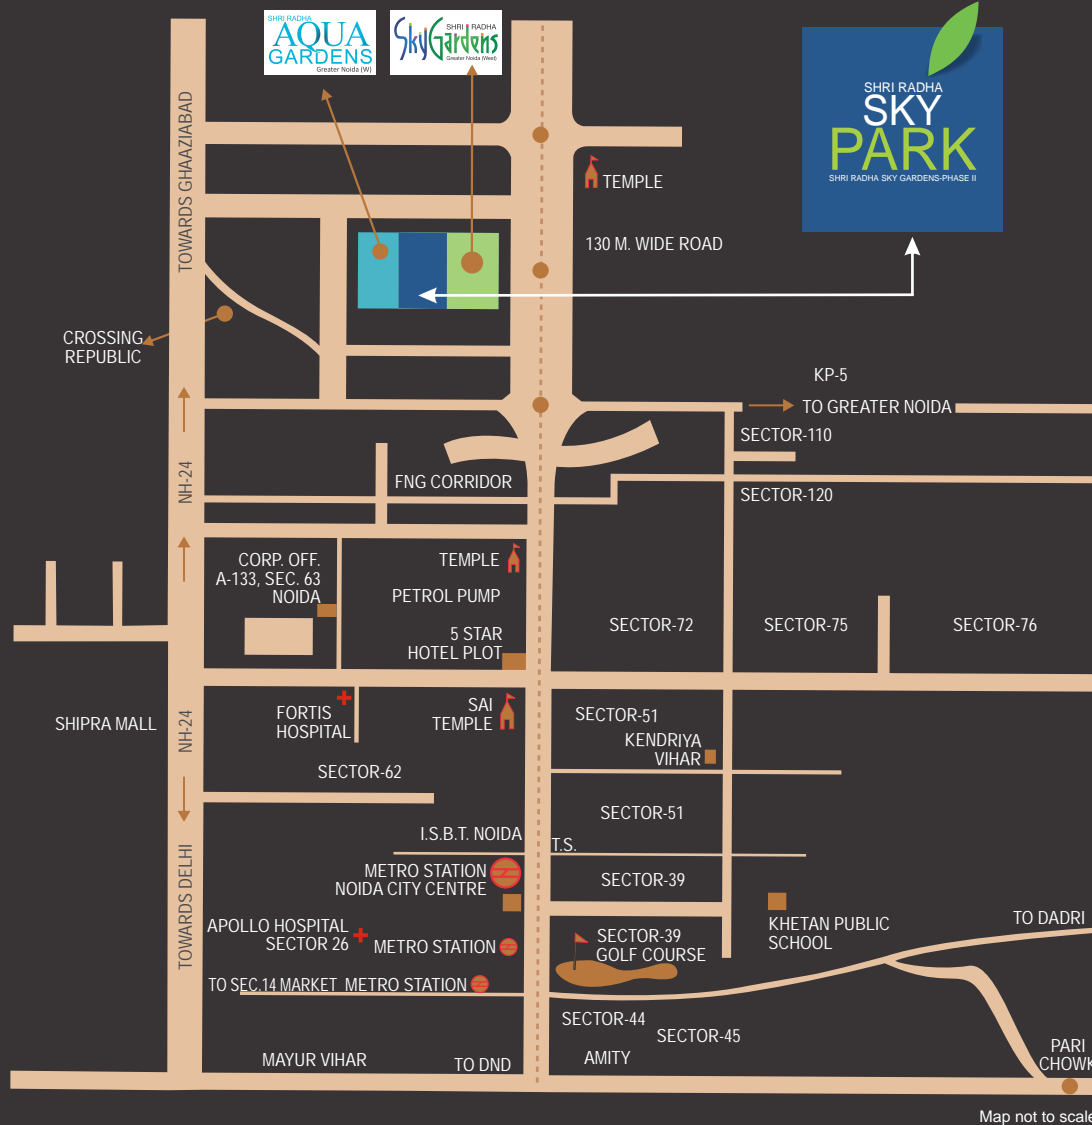 SHRI RADHA
AQUA
GARDENS
Greater Noida (W)
SHRI RADHA
SkyGardens
Greater Noida (West)
SHRI RADHA
SKY
PARK
SHRI RADHA SKY GARDENS-PHASE II
TOWARDS GHAAZIABAD
TEMPLE
130 M. WIDE ROAD
CROSSING
REPUBLIC
KP-5
TO GREATER NOIDA
SECTOR-110
NH-24
FNG CORRIDOR
SECTOR-120
CORP. OFF.
A-133, SEC. 63
NOIDA
TEMPLE
PETROL PUMP
5 STAR
HOTEL PLOT
SECTOR-72
SECTOR-75
SECTOR-76
SHIPRA MALL
NH-24
FORTIS
HOSPITAL
SAI
TEMPLE
SECTOR-51
KENDRIYA
VIHAR
SECTOR-62
SECTOR-51
I.S.B.T. NOIDA
T.S.
TOWARDS DELHI
METRO STATION
NOIDA CITY CENTRE
SECTOR-39
APOLLO HOSPITAL
SECTOR 26
METRO STATION
SECTOR-39
GOLF COURSE
KHETAN PUBLIC
SCHOOL
TO DADRI
TO SEC.14 MARKET
METRO STATION
SECTOR-44
SECTOR-45
MAYUR VIHAR
TO DND
AMITY
PARI
CHOWK
Map not to scale